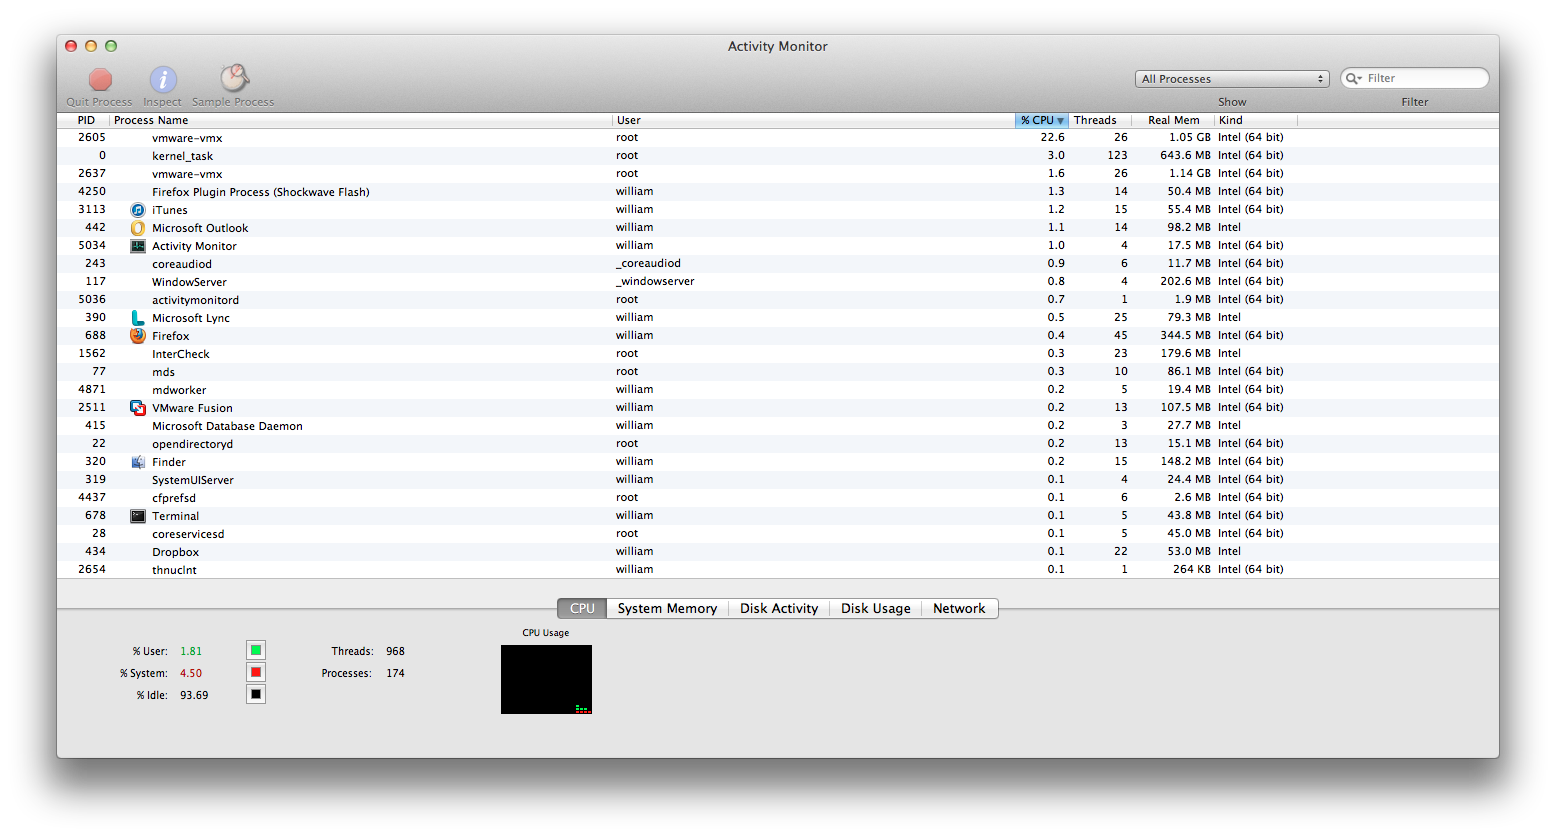 Activity Monitor
Quit Process Inspect Sample Process All Processes Filter
Show Filter
PID Process Name User % CPU Threads Real Mem Kind
2605 vmware-vmx root 22.6 26 1.05 GB Intel (64 bit)
0 kernel_task root 3.0 123 643.6 MB Intel (64 bit)
2637 vmware-vmx root 1.6 26 1.14 GB Intel (64 bit)
4250 Firefox Plugin Process (Shockwave Flash) william 1.3 14 50.4 MB Intel (64 bit)
3113 iTunes william 1.2 15 55.4 MB Intel (64 bit)
442 Microsoft Outlook william 1.1 14 98.2 MB Intel
5034 Activity Monitor william 1.0 4 17.5 MB Intel (64 bit)
243 coreaudiod _coreaudiod 0.9 6 11.7 MB Intel (64 bit)
117 WindowServer _windowserver 0.8 4 202.6 MB Intel (64 bit)
5036 activitymonitord root 0.7 1 1.9 MB Intel (64 bit)
390 Microsoft Lync william 0.5 25 79.3 MB Intel
688 Firefox william 0.4 45 344.5 MB Intel (64 bit)
1562 InterCheck root 0.3 23 179.6 MB Intel
77 mds root 0.3 10 86.1 MB Intel (64 bit)
4871 mdworker william 0.2 5 19.4 MB Intel (64 bit)
2511 VMware Fusion william 0.2 13 107.5 MB Intel (64 bit)
415 Microsoft Database Daemon william 0.2 3 27.7 MB Intel
22 opendirectoryd root 0.2 13 15.1 MB Intel (64 bit)
320 Finder william 0.2 15 148.2 MB Intel (64 bit)
319 SystemUIServer william 0.1 4 24.4 MB Intel (64 bit)
4437 cfprefsd root 0.1 6 2.6 MB Intel (64 bit)
678 Terminal william 0.1 5 43.8 MB Intel (64 bit)
28 coreservicesd root 0.1 5 45.0 MB Intel (64 bit)
434 Dropbox william 0.1 22 53.0 MB Intel
2654 thnuclnt william 0.1 1 264 KB Intel (64 bit)
CPU System Memory Disk Activity Disk Usage Network
CPU Usage
% User: 1.81 Threads: 968
% System: 4.50 Processes: 174
% Idle: 93.69